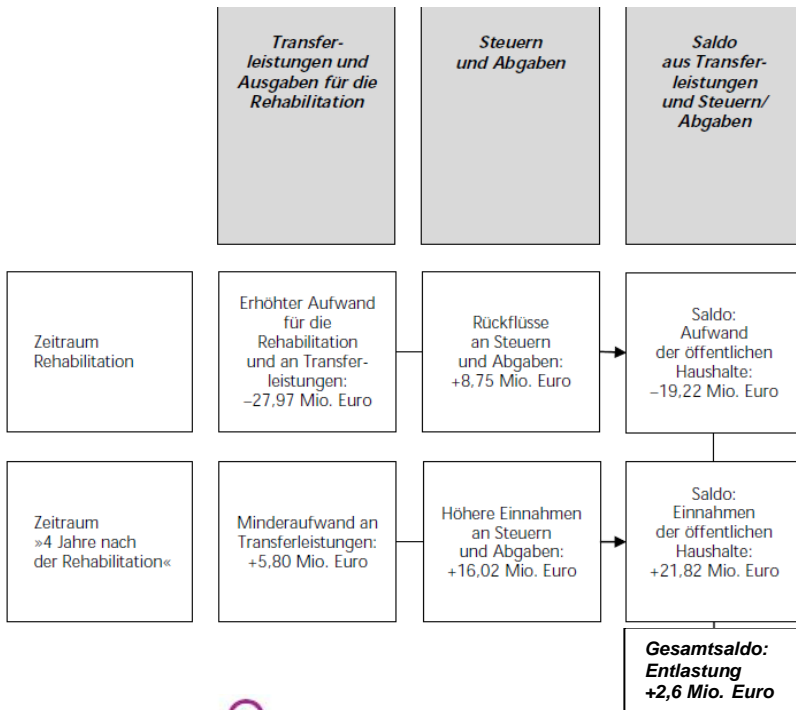 Transfer-
leistungen und
Ausgaben für die
Rehabilitation
Steuern
und Abgaben
Saldo
aus Transfer-
leistungen
und Steuern/
Abgaben
Zeitraum
Rehabilitation
Erhöhter Aufwand
für die
Rehabilitation
und an Transfer-
leistungen:
–27,97 Mio. Euro
Rückflüsse
an Steuern
und Abgaben:
+8,75 Mio. Euro
Saldo:
Aufwand
der öffentlichen
Haushalte:
–19,22 Mio. Euro
Zeitraum
»4 Jahre nach
der Rehabilitation«
Minderaufwand an
Transferleistungen:
+5,80 Mio. Euro
Höhere Einnahmen
an Steuern
und Abgaben:
+16,02 Mio. Euro
Saldo:
Einnahmen
der öffentlichen
Haushalte:
+21,82 Mio. Euro
Gesamtsaldo:
Entlastung
+2,6 Mio. Euro